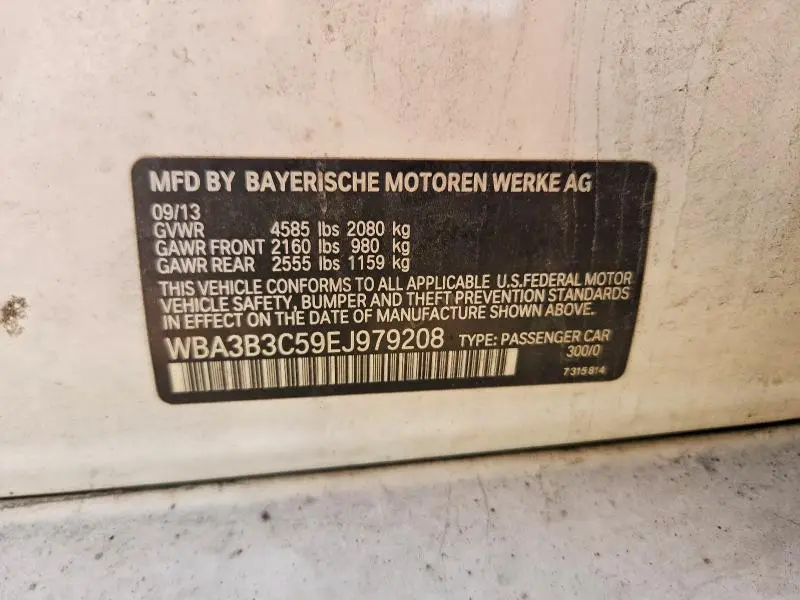 MFD BY BAYERISCHE MOTOREN WERKE AG
09/13
GVWR 4585 lbs 2080 kg
GAWR FRONT 2160 lbs 980 kg
GAWR REAR 2555 lbs 1159 kg
THIS VEHICLE CONFORMS TO ALL APPLICABLE U.S.FEDERAL MOTOR
VEHICLE SAFETY, BUMPER AND THEFT PREVENTION STANDARDS
IN EFFECT ON THE DATE OF MANUFACTURE SHOWN ABOVE.
WBA3B3C59EJ979208 TYPE: PASSENGER CAR
300/0
7315814